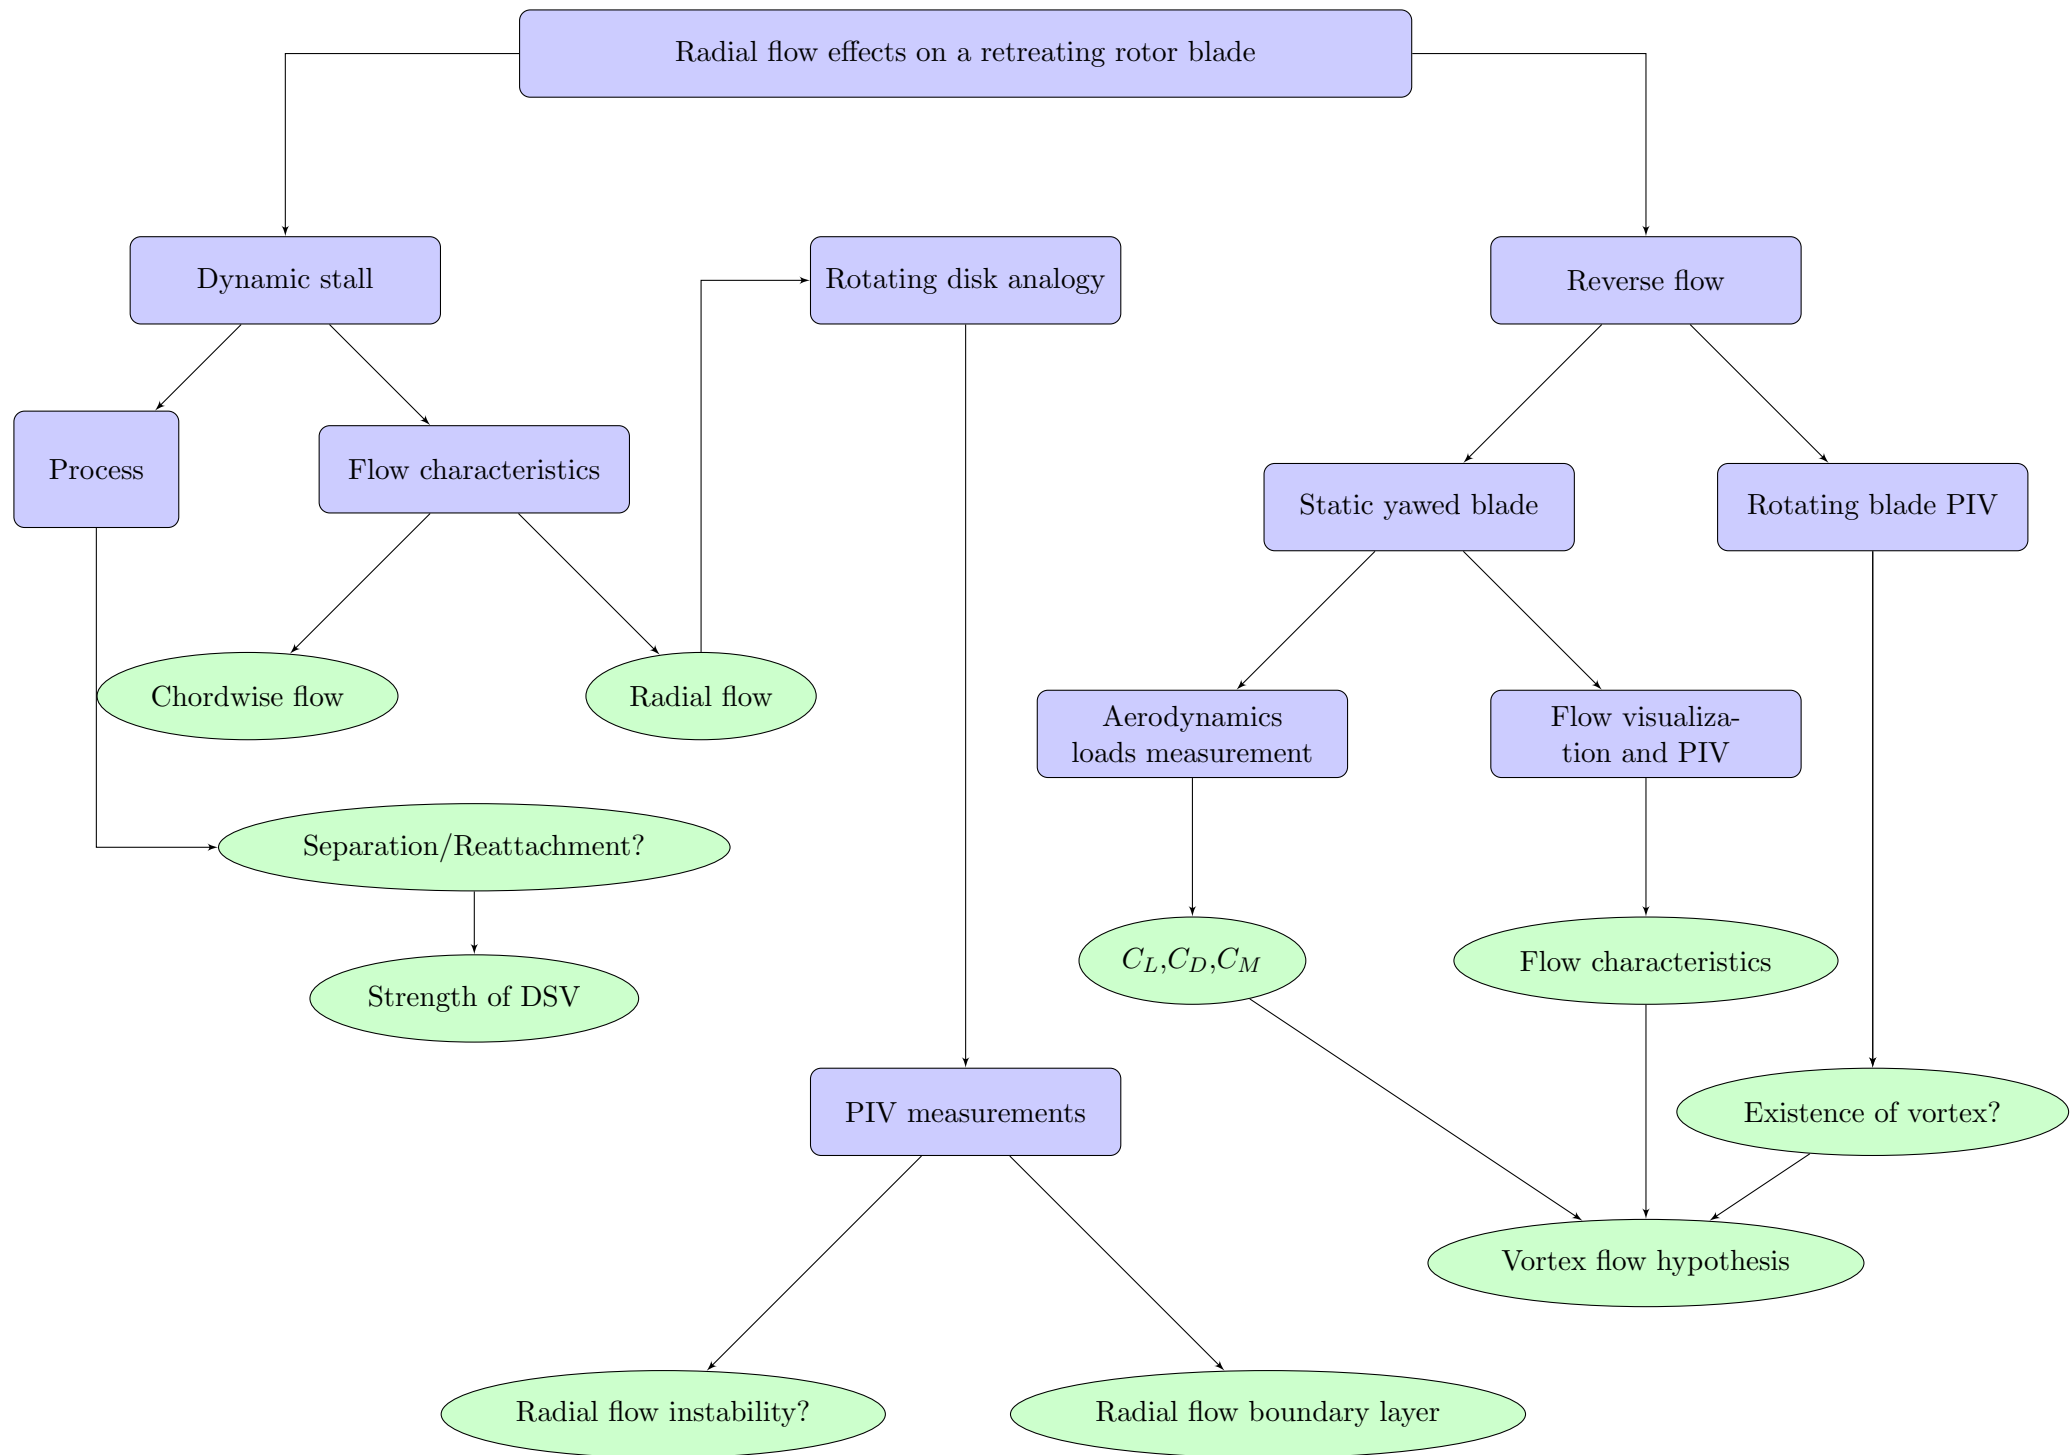 Radial flow effects on a retreating rotor blade
Dynamic stall
Rotating disk analogy
Reverse flow
Process
Flow characteristics
Static yawed blade
Rotating blade PIV
Chordwise flow
Radial flow
Aerodynamics
loads measurement
Flow visualiza-
tion and PIV
Separation/Reattachment?
C_L,C_D,C_M
Flow characteristics
Strength of DSV
PIV measurements
Existence of vortex?
Vortex flow hypothesis
Radial flow instability?
Radial flow boundary layer